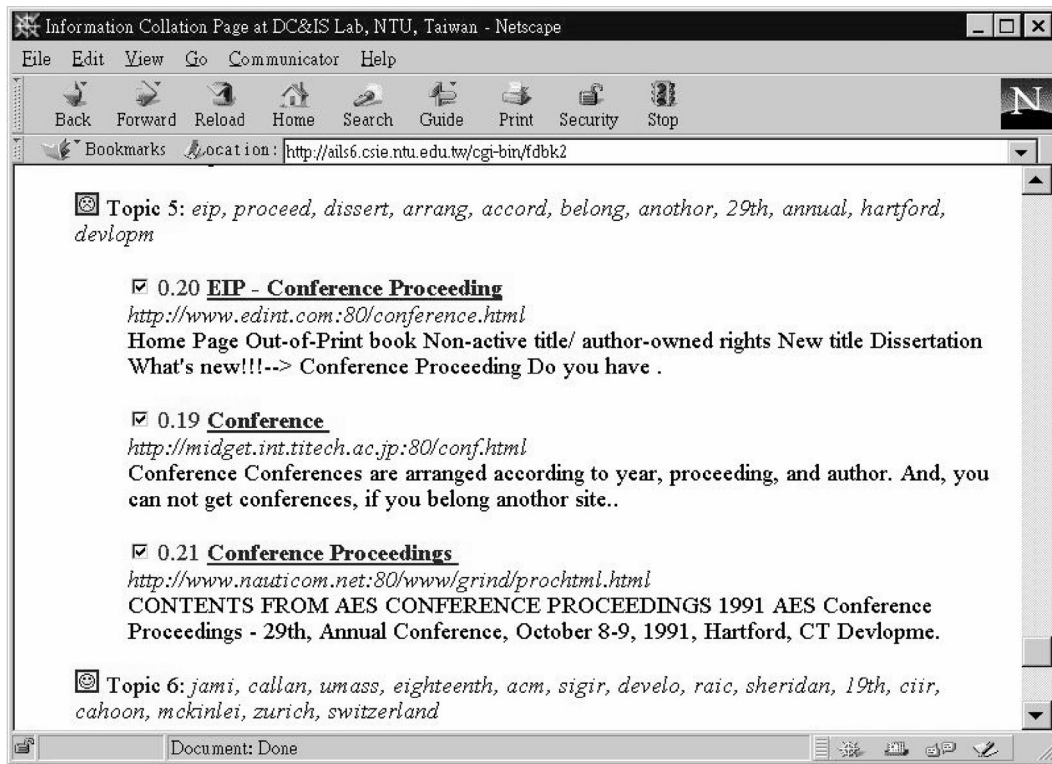 Information Collation Page at DC&IS Lab, NTU, Taiwan - Netscape
File Edit View Go Communicator Help
Back Forward Reload Home Search Guide Print Security Stop
N
Bookmarks Location: http://ails6.csie.ntu.edu.tw/cgi-bin/fdbk2
Topic 5: eip, proceed, dissert, arrang, accord, belong, anothor, 29th, annual, hartford,
devlopm
0.20 EIP - Conference Proceeding
http://www.edint.com:80/conference.html
Home Page Out-of-Print book Non-active title/ author-owned rights New title Dissertation
What's new!!!--> Conference Proceeding Do you have .
0.19 Conference
http://midget.int.titech.ac.jp:80/conf.html
Conference Conferences are arranged according to year, proceeding, and author. And, you
can not get conferences, if you belong anothor site..
0.21 Conference Proceedings
http://www.nauticom.net:80/www/grind/prochtml.html
CONTENTS FROM AES CONFERENCE PROCEEDINGS 1991 AES Conference
Proceedings - 29th, Annual Conference, October 8-9, 1991, Hartford, CT Devlopme.
Topic 6: jami, callan, umass, eighteenth, acm, sigir, develo, raic, sheridan, 19th, ciir,
cahoon, mckinlei, zurich, switzerland
Document: Done